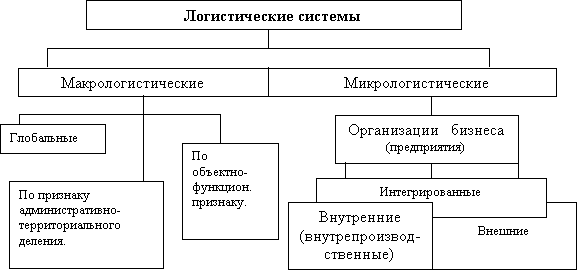 Логистические системы
Макрологистические
Микрологистические
Глобальные
По признаку
административно-
территориального
деления.
По
объектно-
функцион.
признаку.
Организации бизнеса
(предприятия)
Интегрированные
Внутренние
(внутрепроизвод-
ственные)
Внешние